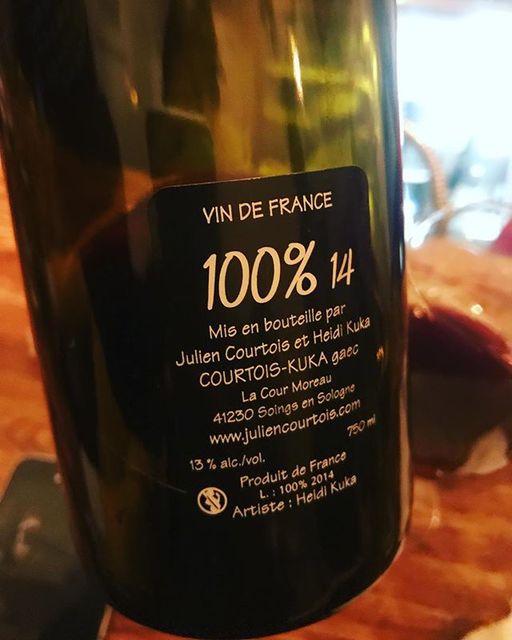 VIN DE FRANCE
100% 14
Mis en bouteille par
Julien Courtois et Heidi Kuka
COURTOIS-KUKA gaec
La Cour Moreau
41230 Soings en Sologne
www.juliencourtois.com
750 ml
13 % alc./vol.
Produit de France
L. : 100% 2014
Artiste : Heidi Kuka